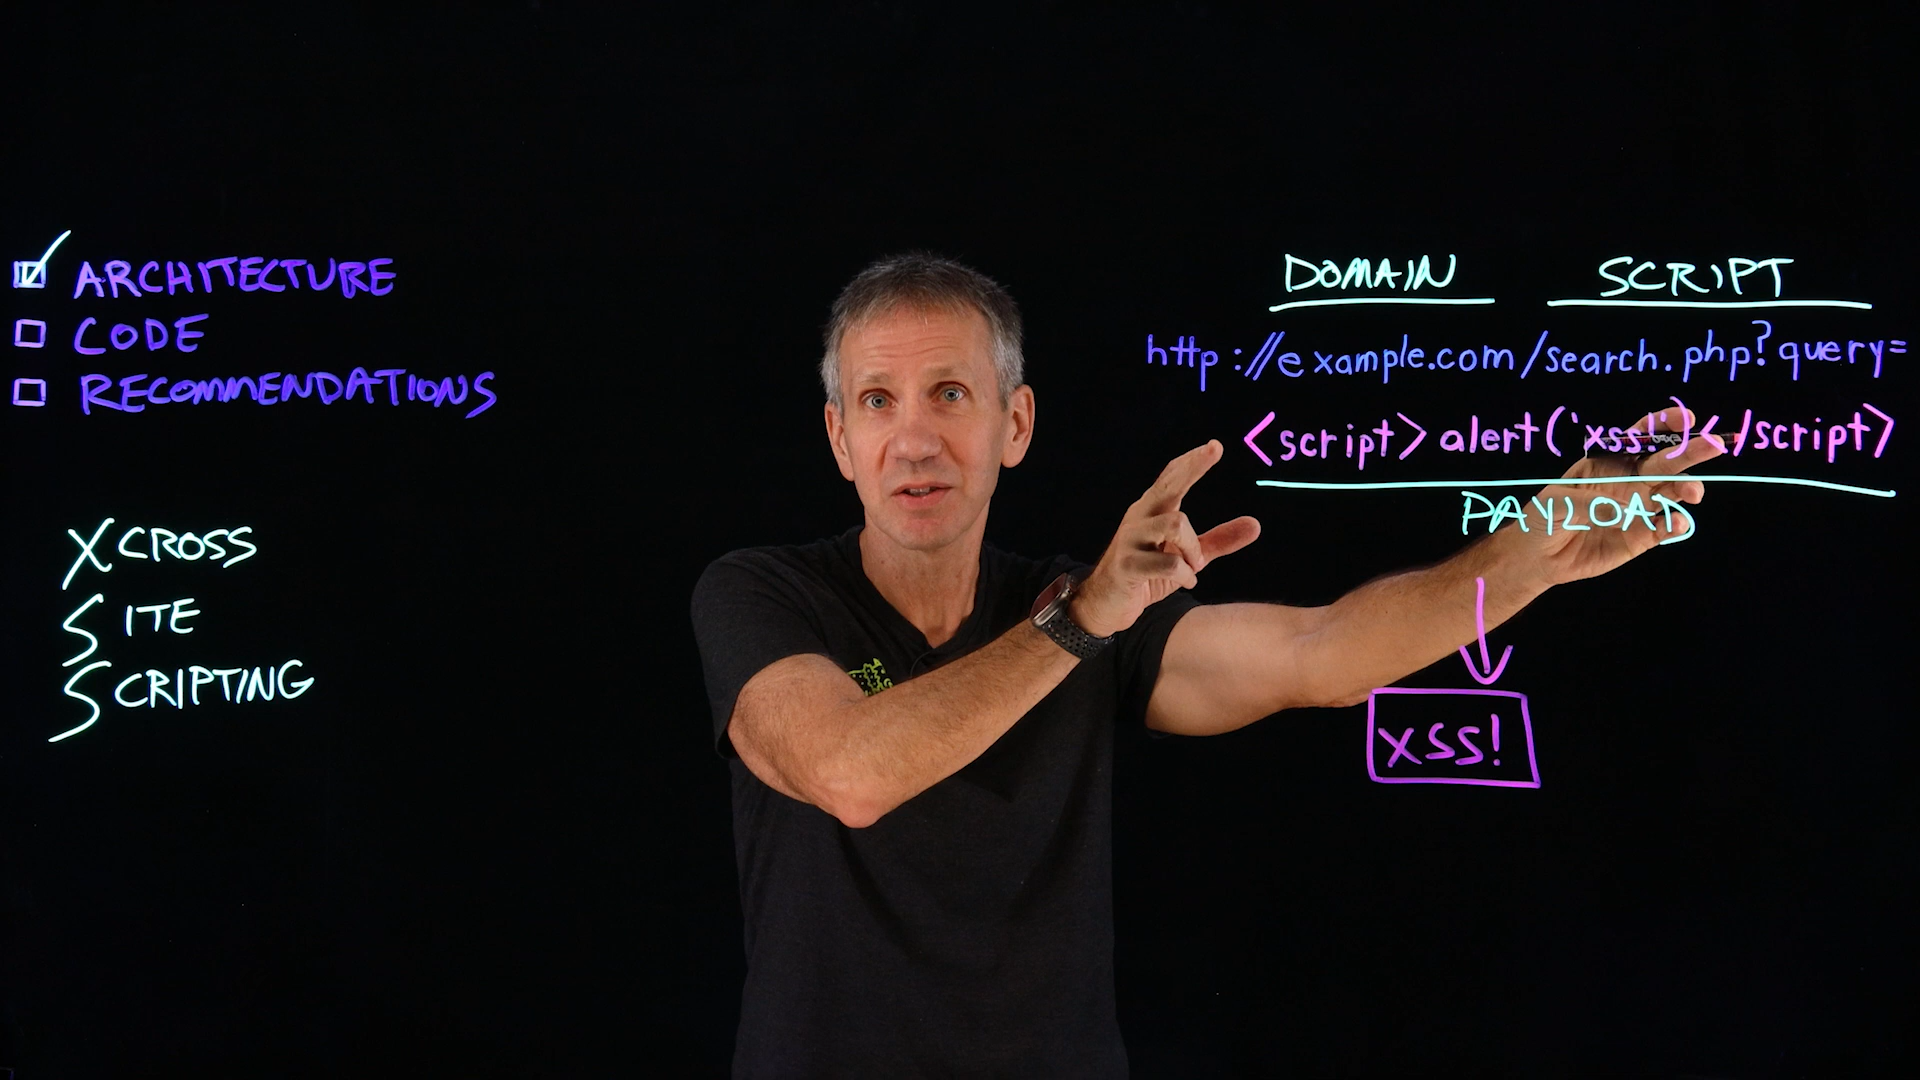 ARCHITECTURE
CODE
RECOMMENDATIONS
X CROSS
SITE
SCRIPTING
DOMAIN SCRIPT
http://example.com/search.php?query=
<script>alert('xss!')</script>
PAYLOAD
XSS!